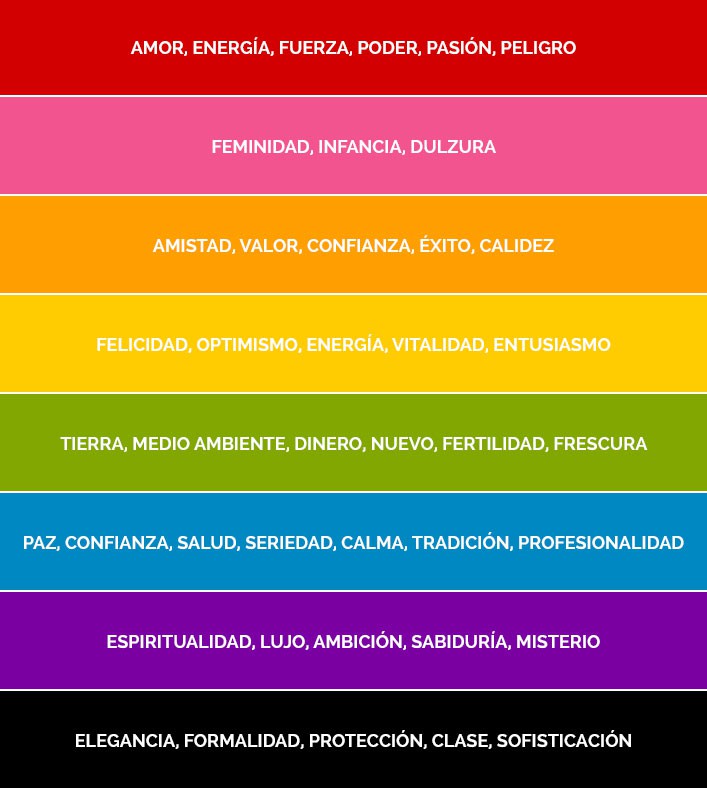 AMOR, ENERGÍA, FUERZA, PODER, PASIÓN, PELIGRO
FEMINIDAD, INFANCIA, DULZURA
AMISTAD, VALOR, CONFIANZA, ÉXITO, CALIDEZ
FELICIDAD, OPTIMISMO, ENERGÍA, VITALIDAD, ENTUSIASMO
TIERRA, MEDIO AMBIENTE, DINERO, NUEVO, FERTILIDAD, FRESCURA
PAZ, CONFIANZA, SALUD, SERIEDAD, CALMA, TRADICIÓN, PROFESIONALIDAD
ESPIRITUALIDAD, LUJO, AMBICIÓN, SABIDURÍA, MISTERIO
ELEGANCIA, FORMALIDAD, PROTECCIÓN, CLASE, SOFISTICACIÓN